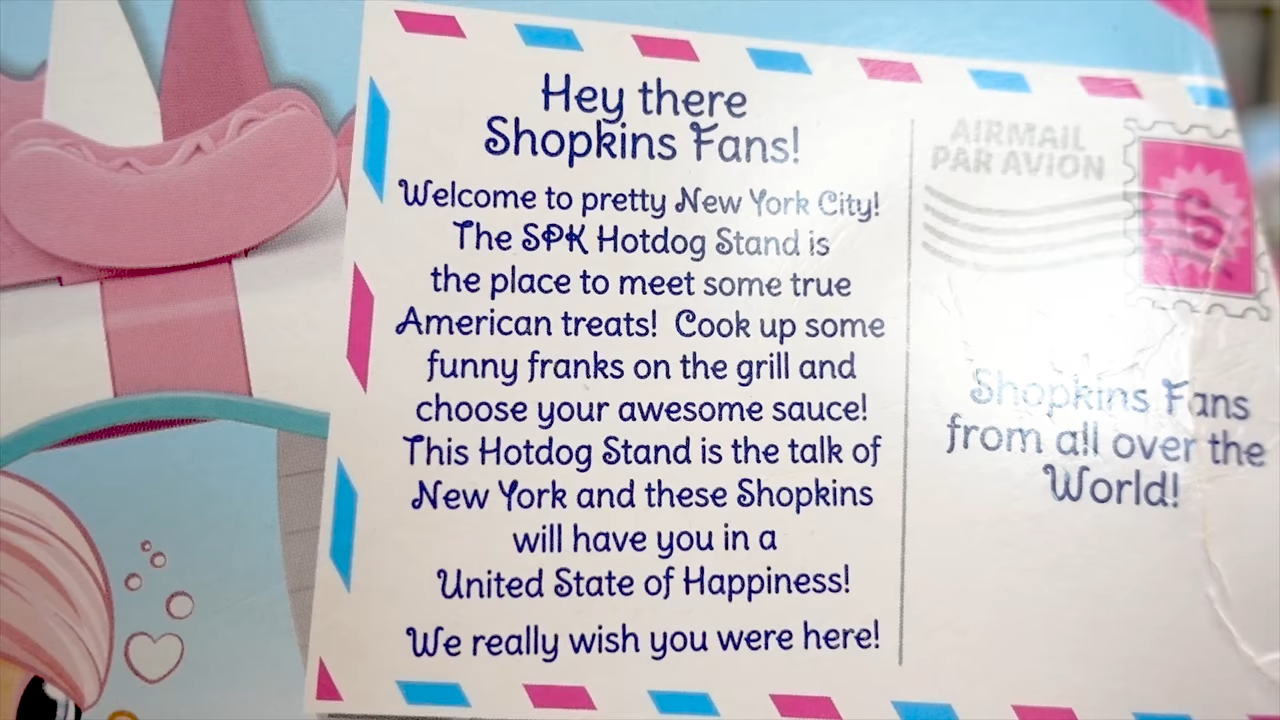 Hey there
Shopkins Fans!
Welcome to pretty New York City!
The SPK Hotdog Stand is
the place to meet some true
American treats! Cook up some
funny franks on the grill and
choose your awesome sauce!
This Hotdog Stand is the talk of
New York and these Shopkins
will have you in a
United State of Happiness!
We really wish you were here!
AIRMAIL
PAR AVION
S
Shopkins Fans
from all over the
World!